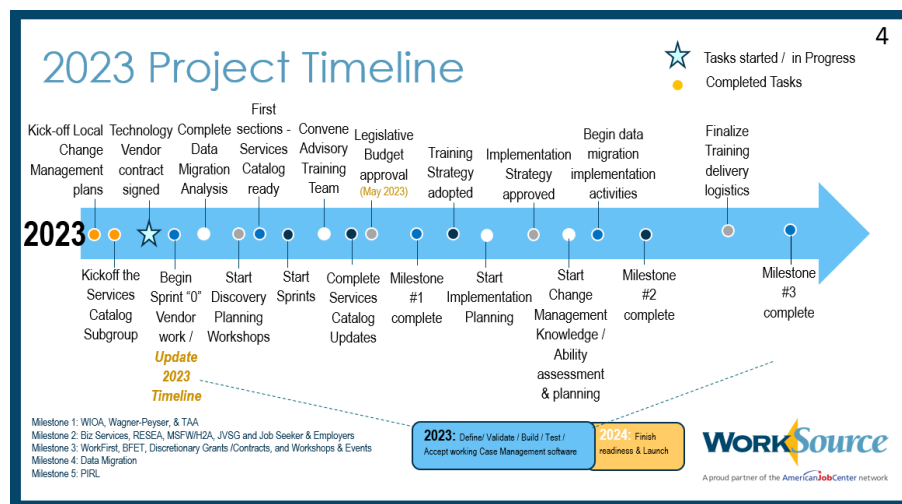 4
2023 Project Timeline
Tasks started / in Progress
Completed Tasks
Kick-off Local
Change
Management
plans
Technology
Vendor
contract
signed
Complete
Data
Migration
Analysis
First
sections -
Services
Catalog
ready
Convene
Advisory
Training
Team
Legislative
Budget
approval
(May 2023)
Training
Strategy
adopted
Implementation
Strategy
approved
Begin data
migration
implementation
activities
Finalize
Training
delivery
logistics
2023
Kickoff the
Services
Catalog
Subgroup
Begin
Sprint “0”
Vendor
work /
Update
2023
Timeline
Start
Discovery
Planning
Workshops
Start
Sprints
Complete
Services
Catalog
Updates
Milestone
#1
complete
Start
Implementation
Planning
Start
Change
Management
Knowledge /
Ability
assessment
& planning
Milestone
#2
complete
Milestone
#3
complete
Milestone 1: WIOA, Wagner-Peyser, & TAA
Milestone 2: Biz Services, RESEA, MSFW/H2A, JVSG and Job Seeker & Employers
Milestone 3: WorkFirst, BFET, Discretionary Grants /Contracts, and Workshops & Events
Milestone 4: Data Migration
Milestone 5: PIRL
2023: Define/ Validate / Build / Test /
Accept working Case Management software
2024: Finish
readiness & Launch
WORKSource
A proud partner of the AmericanJobCenter network